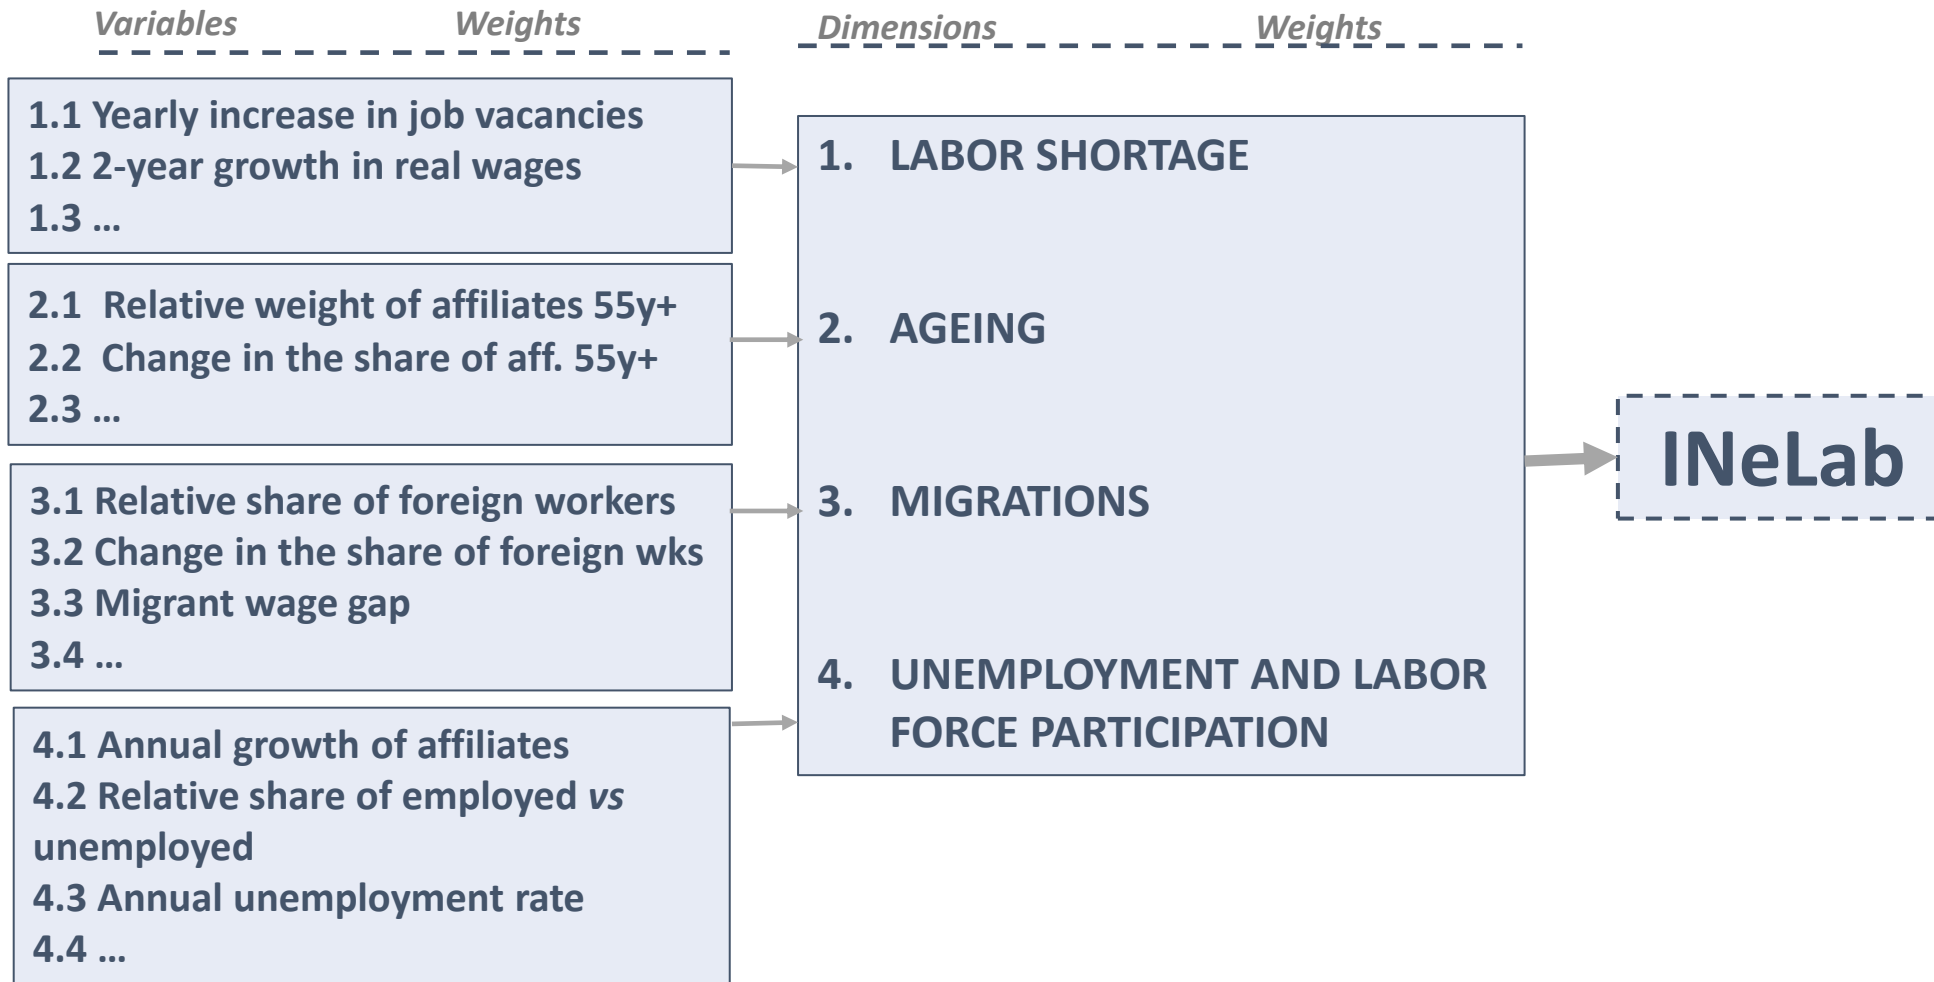 Variables Weights
1.1 Yearly increase in job vacancies
1.2 2-year growth in real wages
1.3 ...
2.1 Relative weight of affiliates 55y+
2.2 Change in the share of aff. 55y+
2.3 ...
3.1 Relative share of foreign workers
3.2 Change in the share of foreign wks
3.3 Migrant wage gap
3.4 ...
4.1 Annual growth of affiliates
4.2 Relative share of employed vs
unemployed
4.3 Annual unemployment rate
4.4 ...
Dimensions Weights
1. LABOR SHORTAGE
2. AGEING
3. MIGRATIONS
4. UNEMPLOYMENT AND LABOR
FORCE PARTICIPATION
INeLab